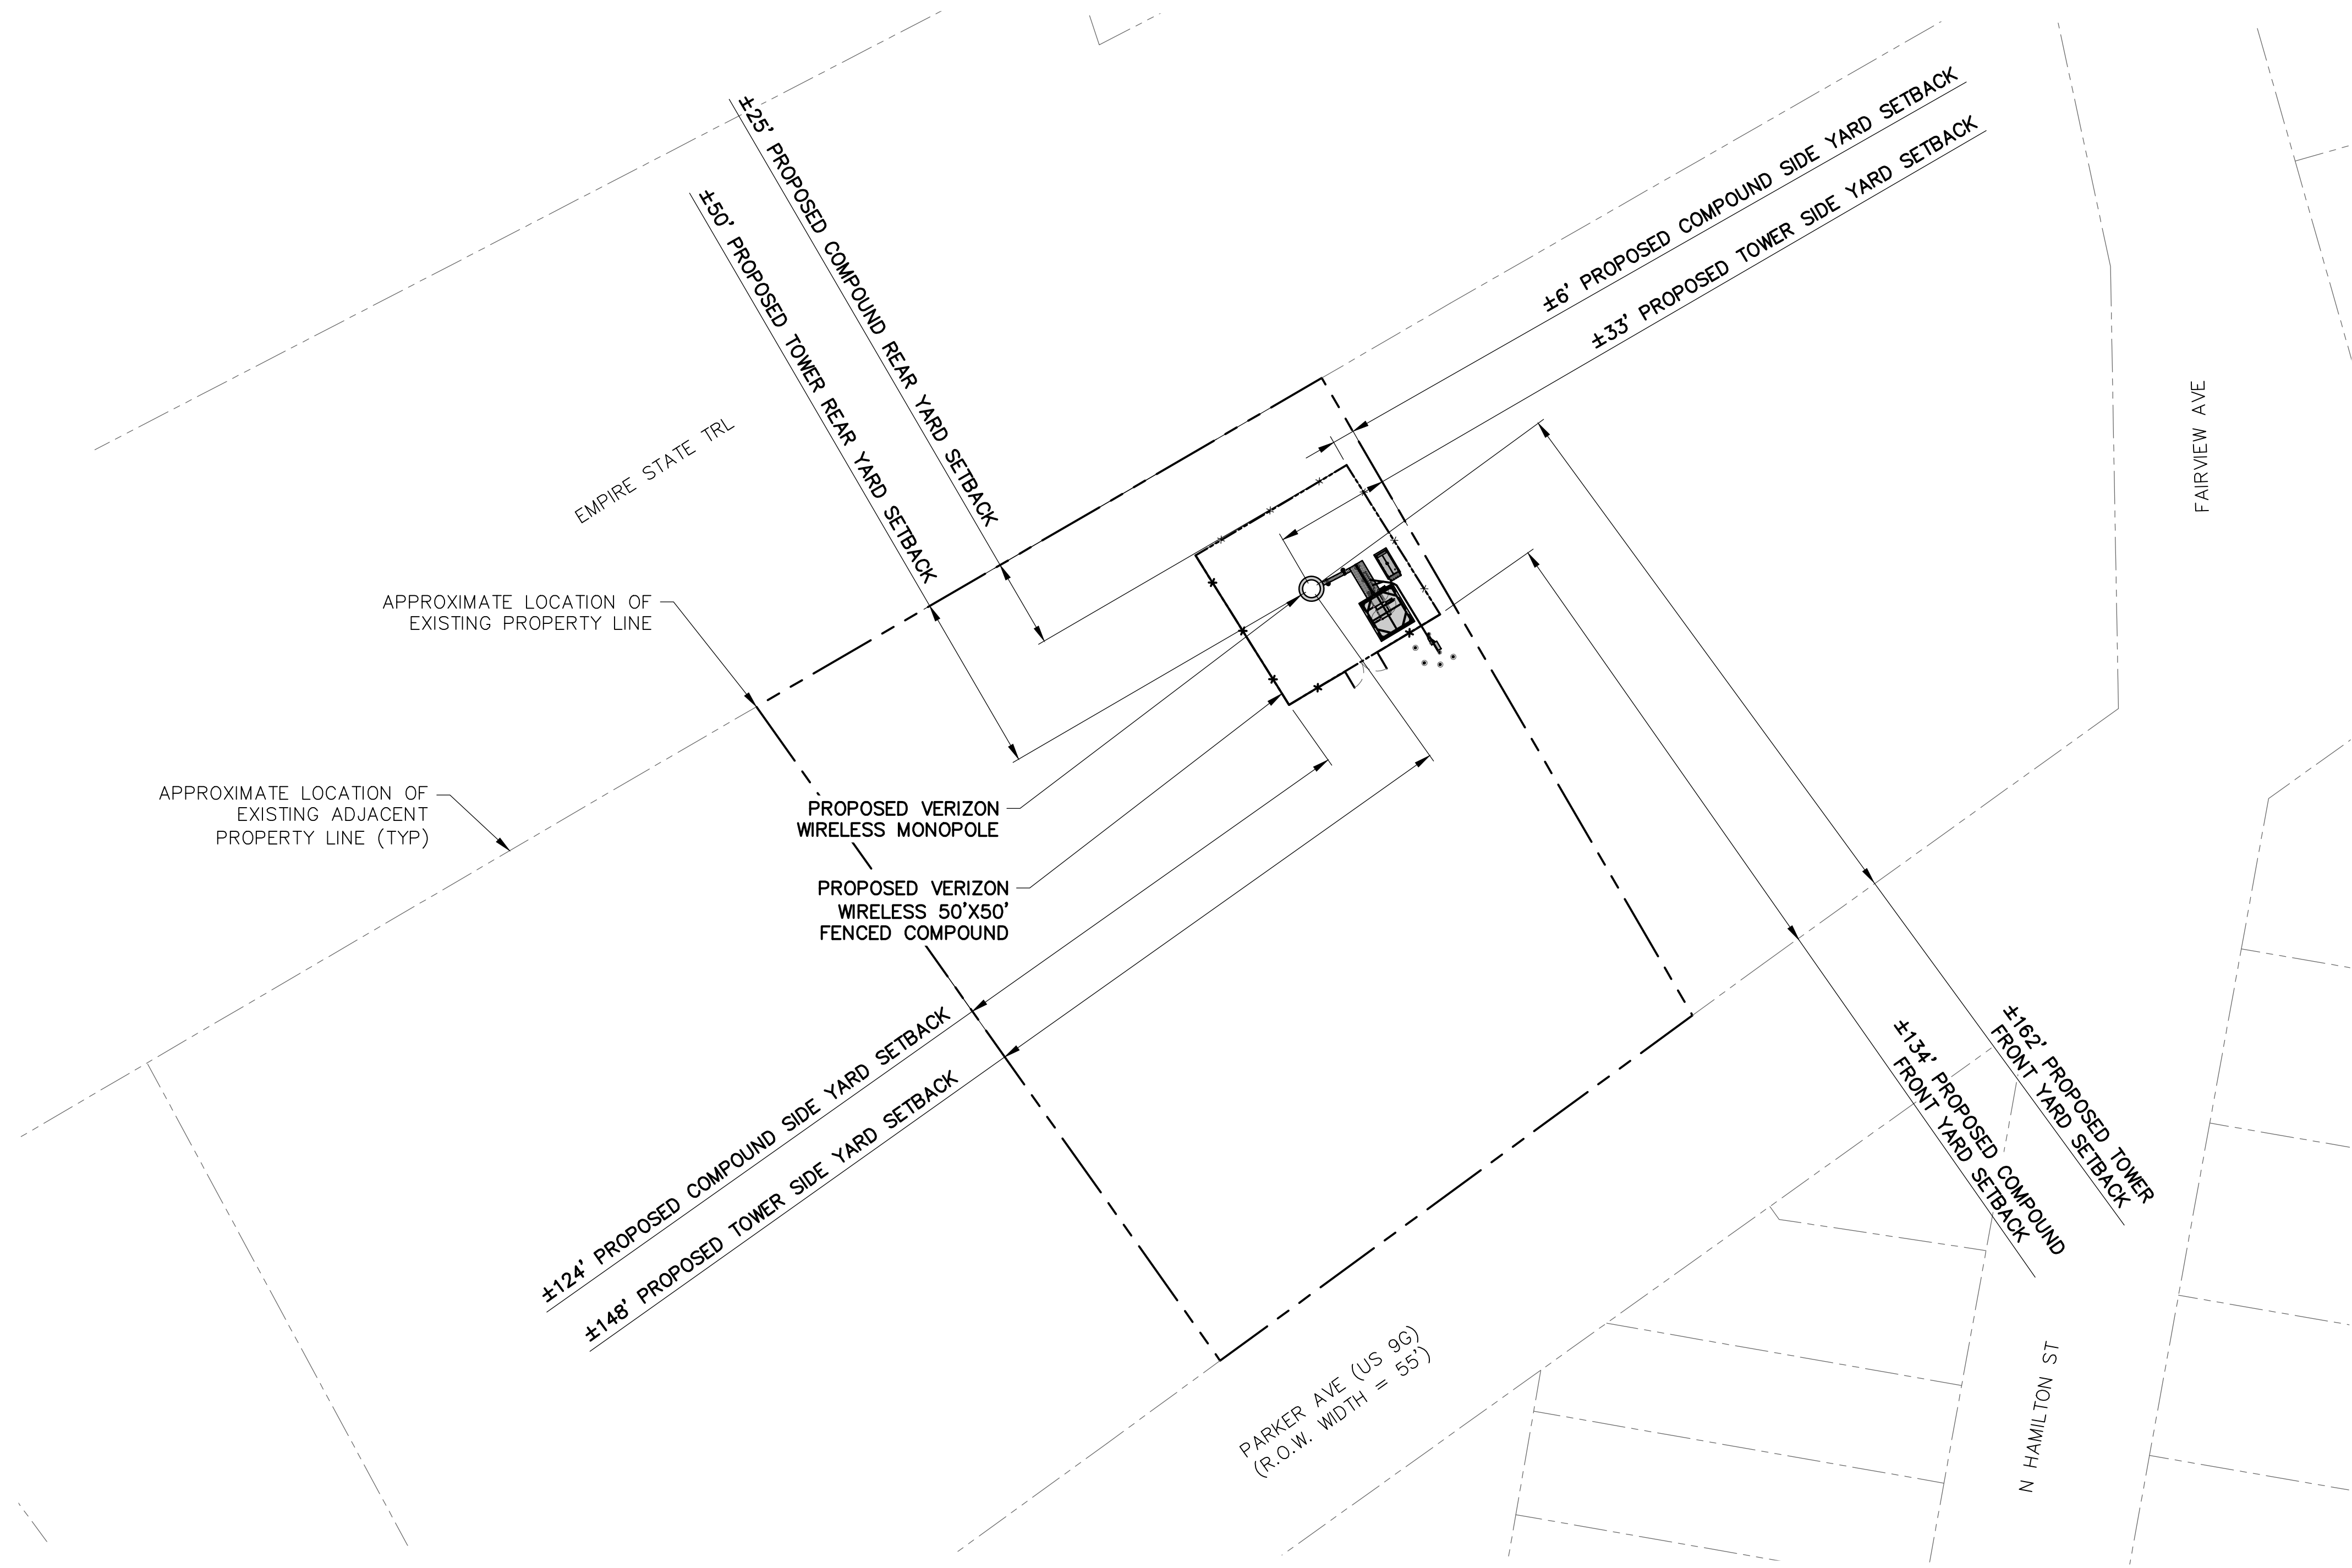 ±25' PROPOSED COMPOUND REAR YARD SETBACK
±50' PROPOSED TOWER REAR YARD SETBACK
±6' PROPOSED COMPOUND SIDE YARD SETBACK
±33' PROPOSED TOWER SIDE YARD SETBACK
FAIRVIEW AVE
EMPIRE STATE TRL
APPROXIMATE LOCATION OF
EXISTING PROPERTY LINE
APPROXIMATE LOCATION OF
EXISTING ADJACENT
PROPERTY LINE (TYP)
PROPOSED VERIZON
WIRELESS MONOPOLE
PROPOSED VERIZON
WIRELESS 50'X50'
FENCED COMPOUND
±124' PROPOSED COMPOUND SIDE YARD SETBACK
±148' PROPOSED TOWER SIDE YARD SETBACK
±162' PROPOSED TOWER
FRONT YARD SETBACK
±134' PROPOSED COMPOUND
FRONT YARD SETBACK
PARKER AVE (US 9G)
(R.O.W. WIDTH = 55')
N HAMILTON ST